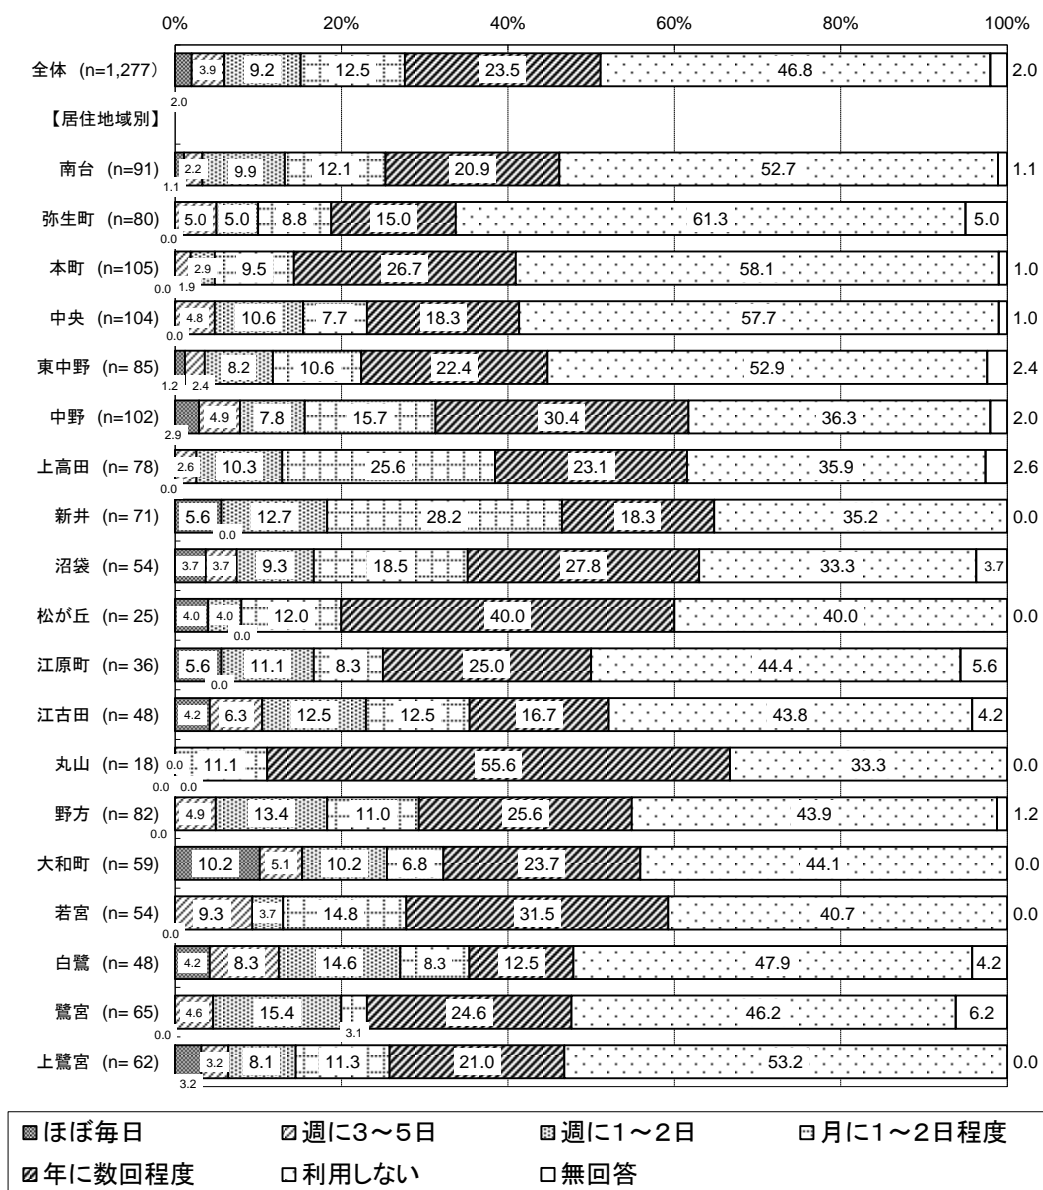 0% 20% 40% 60% 80% 100%
全体 (n=1,277) 3.9 9.2 12.5 23.5 46.8 2.0
2.0
【居住地域別】
南台 (n=91) 2.2 9.9 12.1 20.9 52.7 1.1
1.1
弥生町 (n=80) 5.0 5.0 8.8 15.0 61.3 5.0
0.0
本町 (n=105) 2.9 9.5 26.7 58.1 1.0
0.0 1.9
中央 (n=104) 4.8 10.6 7.7 18.3 57.7 1.0
0.0
東中野 (n= 85) 8.2 10.6 22.4 52.9 2.4
1.2 2.4
中野 (n=102) 4.9 7.8 15.7 30.4 36.3 2.0
2.9
上高田 (n= 78) 2.6 10.3 25.6 23.1 35.9 2.6
0.0
新井 (n= 71) 5.6 12.7 28.2 18.3 35.2 0.0
0.0
沼袋 (n= 54) 3.7 3.7 9.3 18.5 27.8 33.3 3.7
松が丘 (n= 25) 4.0 4.0 12.0 40.0 40.0 0.0
0.0
江原町 (n= 36) 5.6 11.1 8.3 25.0 44.4 5.6
0.0
江古田 (n= 48) 4.2 6.3 12.5 12.5 16.7 43.8 4.2
丸山 (n= 18) 0.0 11.1 55.6 33.3 0.0
0.0 0.0
野方 (n= 82) 4.9 13.4 11.0 25.6 43.9 1.2
0.0
大和町 (n= 59) 10.2 5.1 10.2 6.8 23.7 44.1 0.0
若宮 (n= 54) 9.3 3.7 14.8 31.5 40.7 0.0
0.0
白鷺 (n= 48) 4.2 8.3 14.6 8.3 12.5 47.9 4.2
鷺宮 (n= 65) 4.6 15.4 24.6 46.2 6.2
0.0 3.1
上鷺宮 (n= 62) 3.2 8.1 11.3 21.0 53.2 0.0
3.2
ほぼ毎日 週に3～5日 週に1～2日 月に1～2日程度
年に数回程度 利用しない 無回答